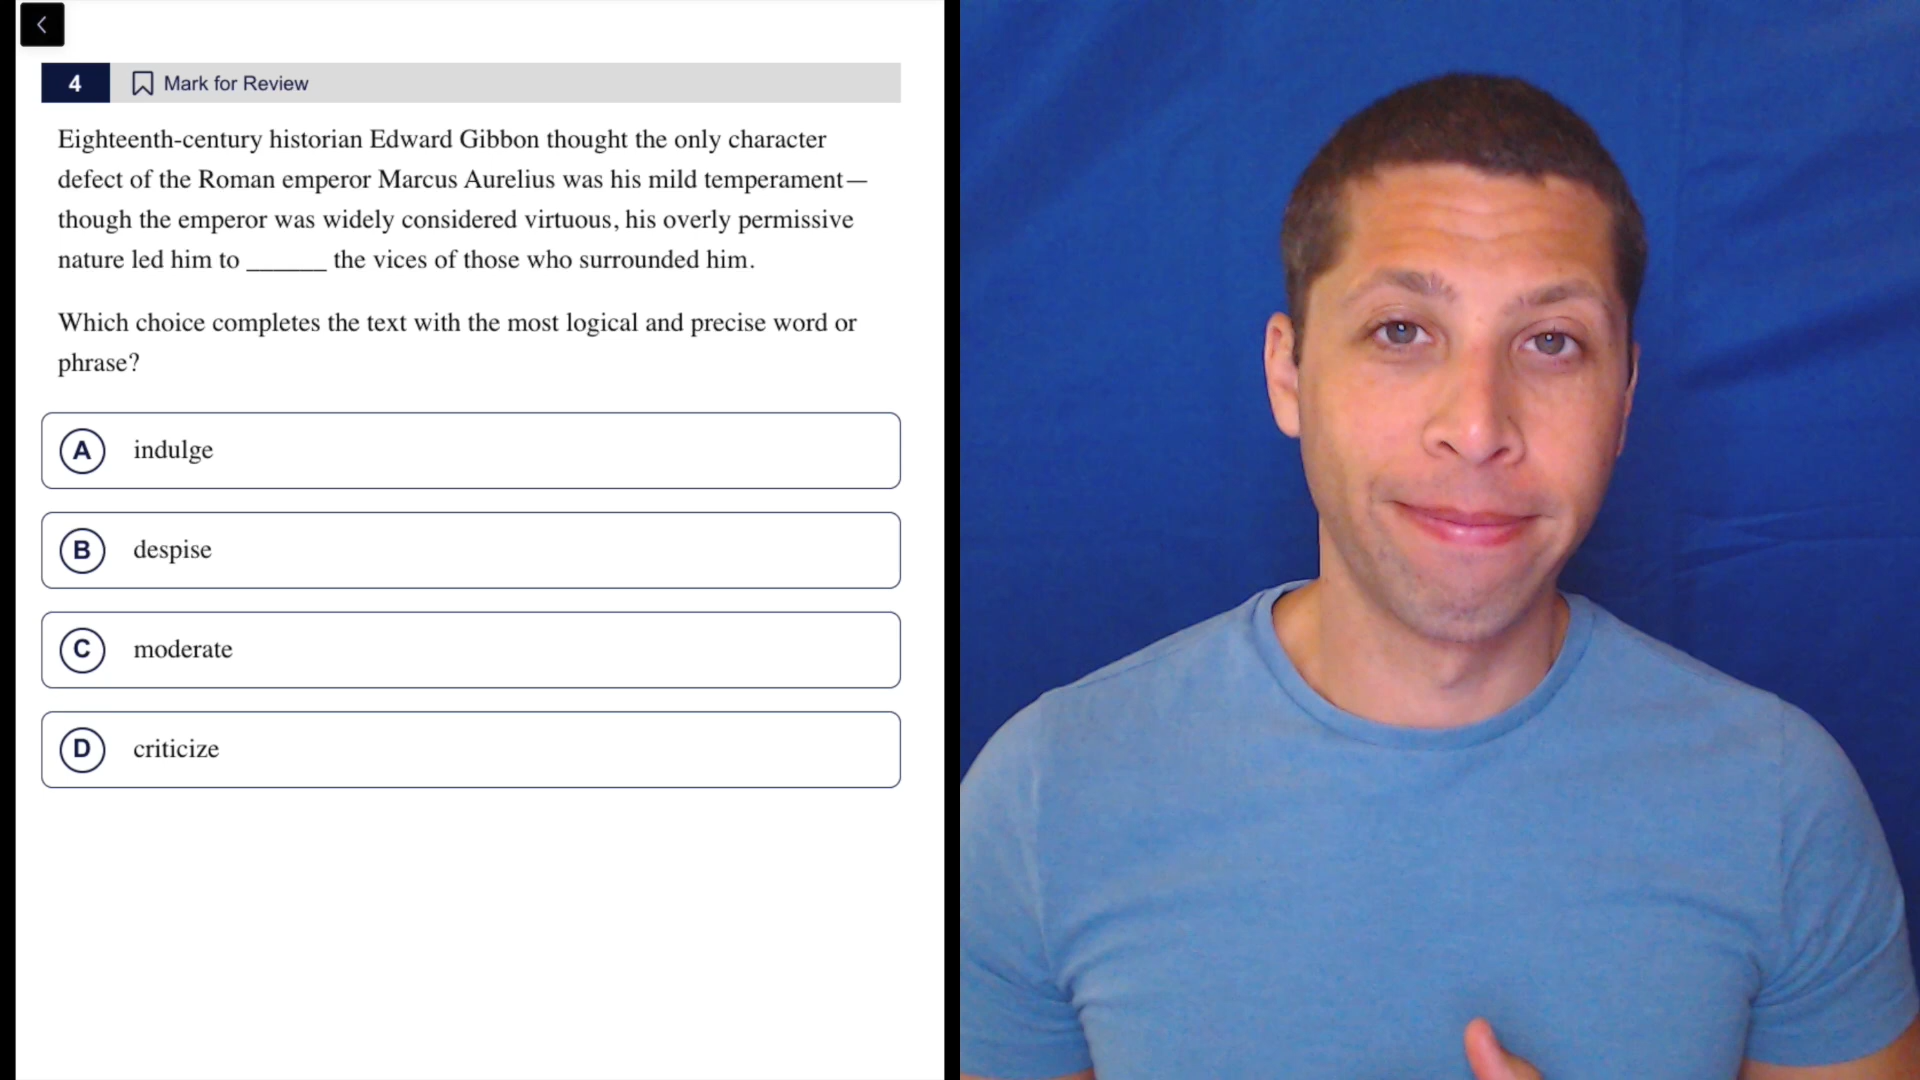 4
Mark for Review
Eighteenth-century historian Edward Gibbon thought the only character
defect of the Roman emperor Marcus Aurelius was his mild temperament—
though the emperor was widely considered virtuous, his overly permissive
nature led him to ______ the vices of those who surrounded him.
Which choice completes the text with the most logical and precise word or
phrase?
A indulge
B despise
C moderate
D criticize